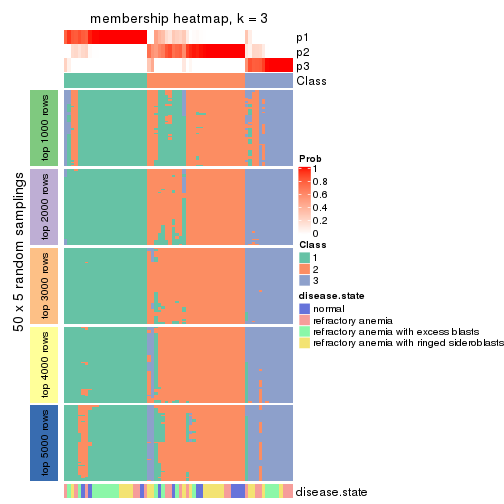 membership heatmap, k = 3
p1
p2
p3
Class
50 x 5 random samplings
top 1000 rows
top 2000 rows
top 3000 rows
top 4000 rows
top 5000 rows
disease.state
Prob
1
0.8
0.6
0.4
0.2
0
Class
1
2
3
disease.state
normal
refractory anemia
refractory anemia with excess blasts
refractory anemia with ringed sideroblasts